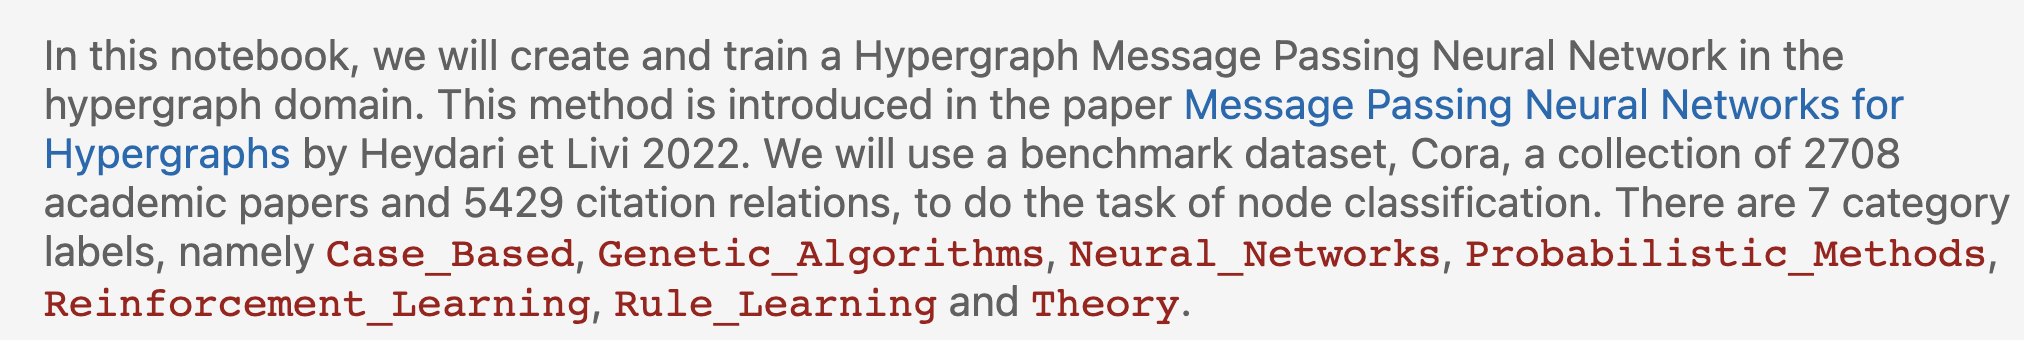 In this notebook, we will create and train a Hypergraph Message Passing Neural Network in the
hypergraph domain. This method is introduced in the paper Message Passing Neural Networks for
Hypergraphs by Heydari et Livi 2022. We will use a benchmark dataset, Cora, a collection of 2708
academic papers and 5429 citation relations, to do the task of node classification. There are 7 category
labels, namely Case_Based, Genetic_Algorithms, Neural_Networks, Probabilistic_Methods,
Reinforcement_Learning, Rule_Learning and Theory.